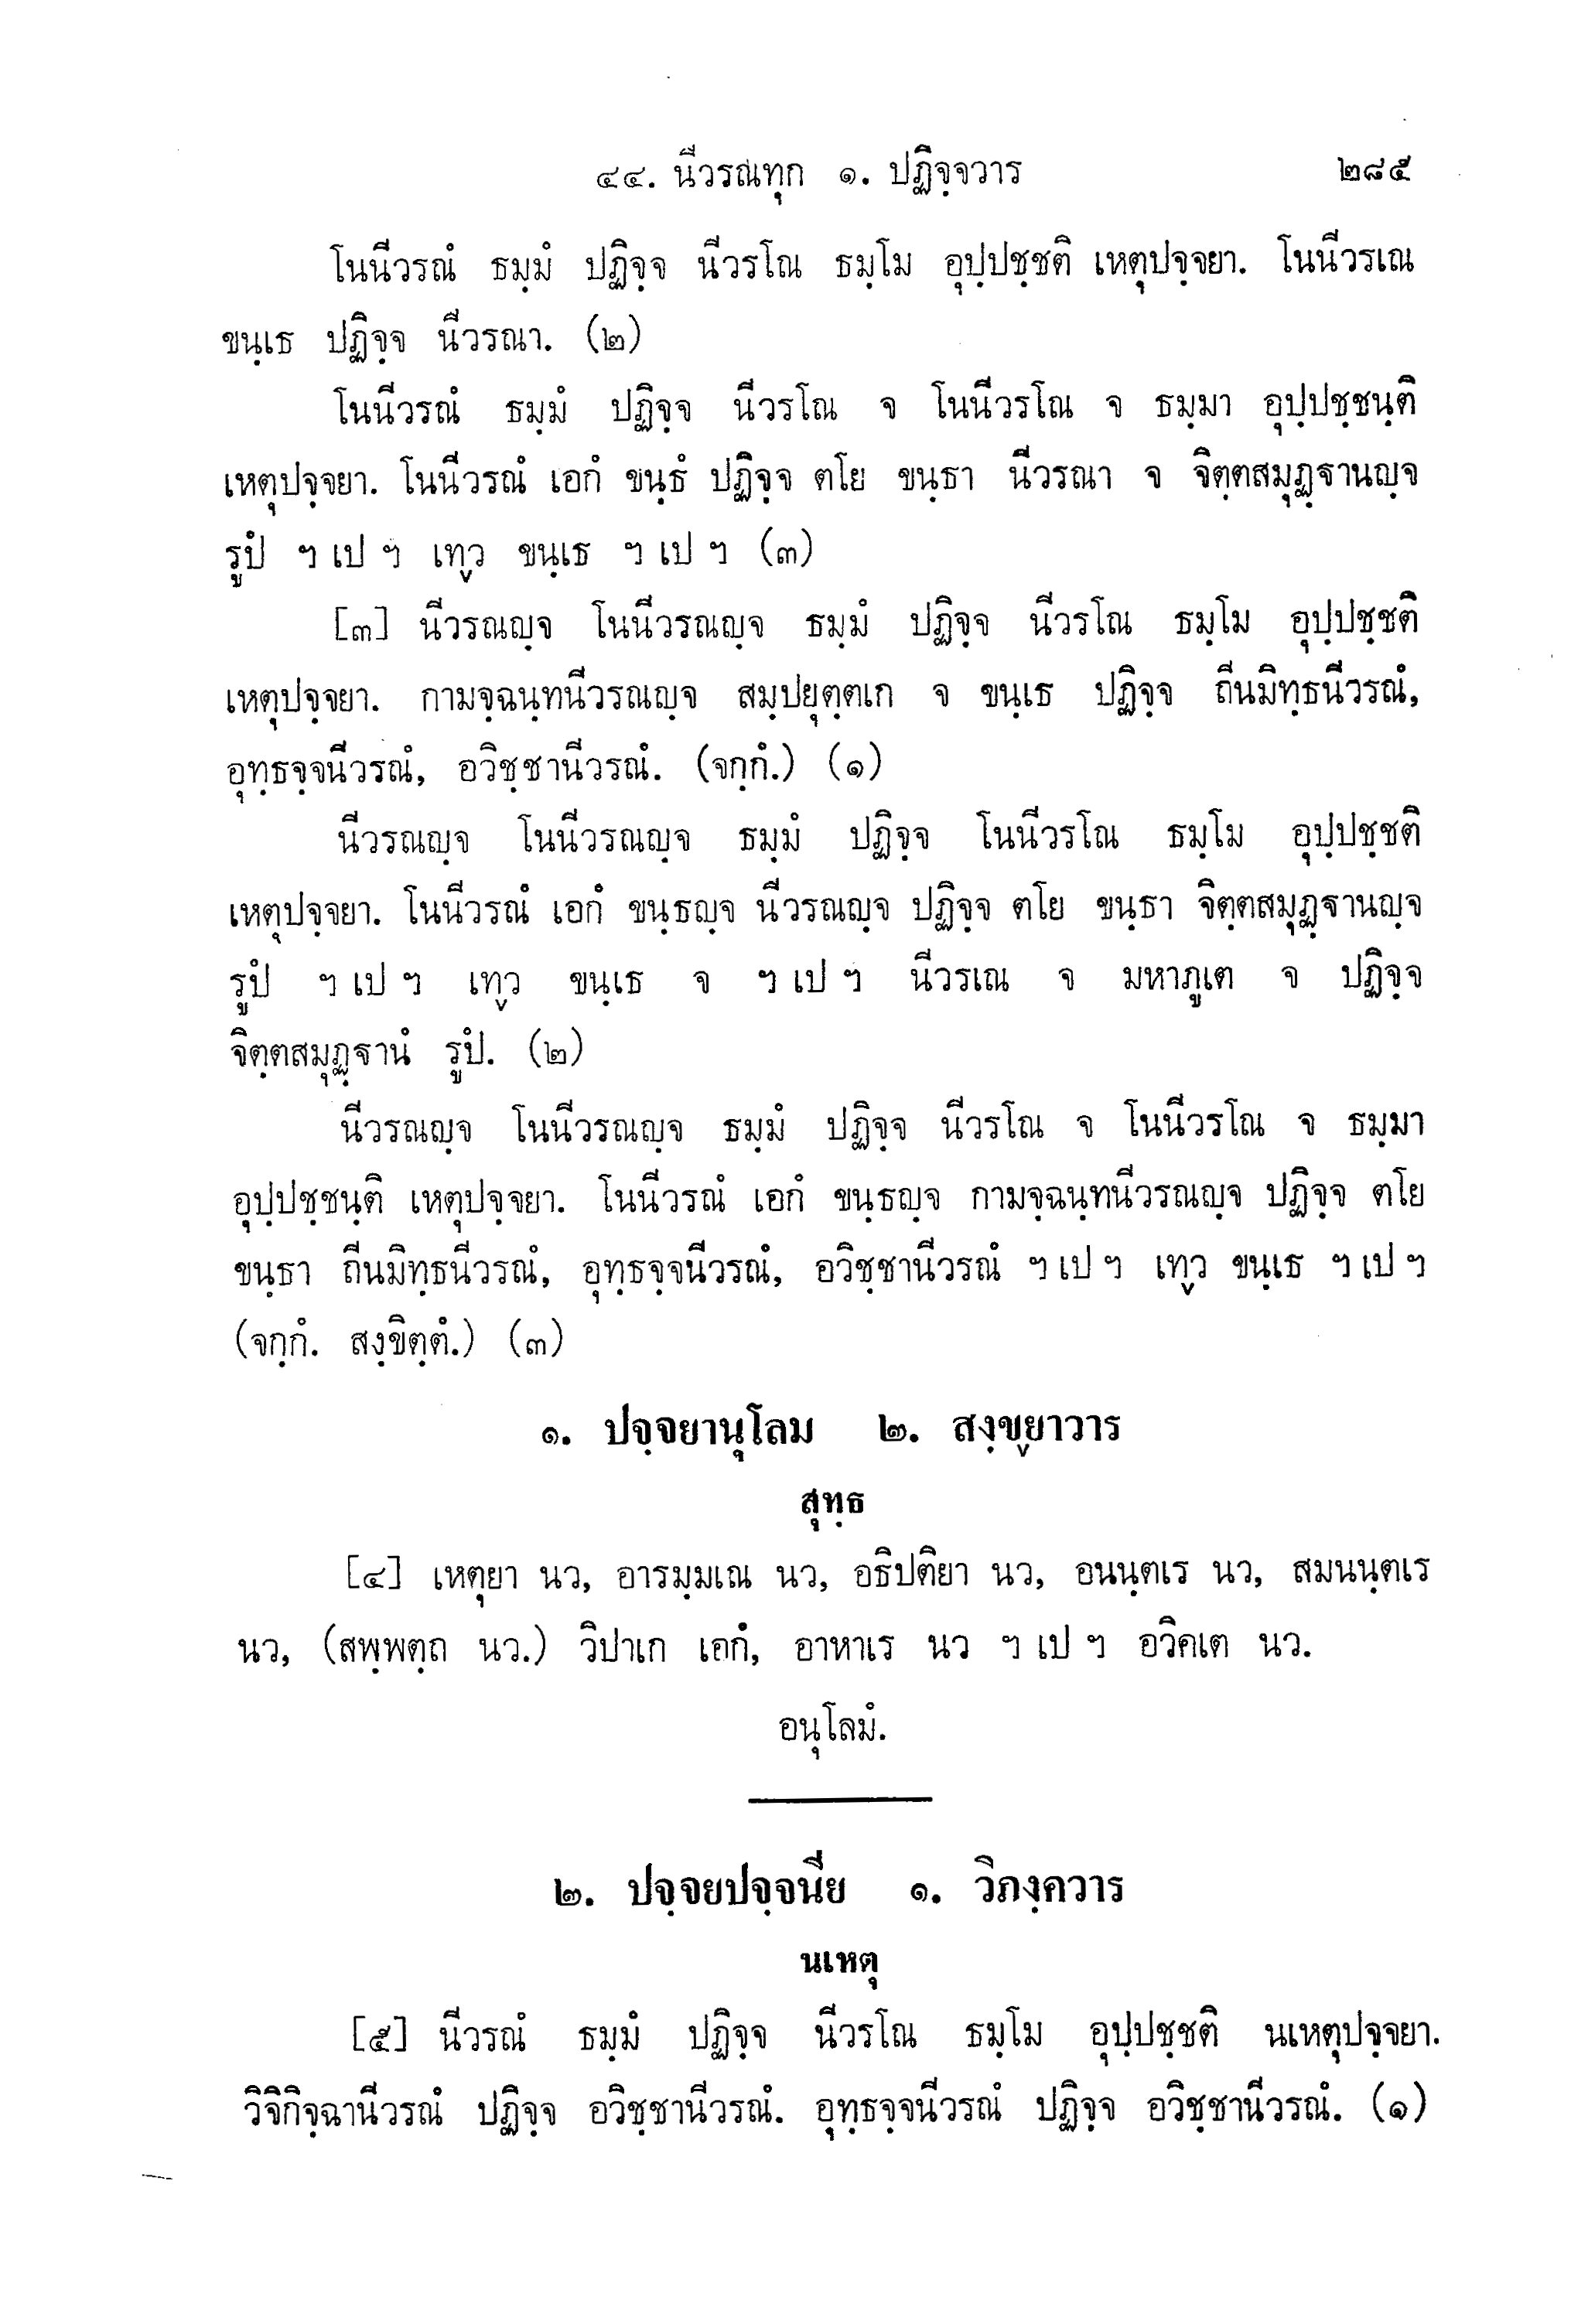 ๔๔. นีวรณทุก ๑. ปฏิจฺจวาร ๒๘๕
โนนีวรณํ ธมฺมํ ปฏิจฺจ นีวรโณ ธมฺโม อุปฺปชฺชติ เหตุปจฺจยา. โนนีวรเณ
ขนฺเธ ปฏิจฺจ นีวรณา. (๒)
โนนีวรณํ ธมฺมํ ปฏิจฺจ นีวรโณ จ โนนีวรโณ จ ธมฺมา อุปฺปชฺชนฺติ
เหตุปจฺจยา. โนนีวรณํ เอกํ ขนฺธํ ปฏิจฺจ ตโย ขนฺธา นีวรณา จ จิตฺตสมุฏฺฐานญฺจ
รูปํ ฯ เป ฯ เทฺว ขนฺเธ ฯ เป ฯ (๓)
[๓] นีวรณญฺจ โนนีวรณญฺจ ธมฺมํ ปฏิจฺจ นีวรโณ ธมฺโม อุปฺปชฺชติ
เหตุปจฺจยา. กามจฺฉนฺทนีวรณญฺจ สมฺปยุตฺตเก จ ขนฺเธ ปฏิจฺจ ถีนมิทฺธนีวรณํ,
อุทฺธจฺจนีวรณํ, อวิชฺชานีวรณํ. (จกฺกํ.) (๑)
นีวรณญฺจ โนนีวรณญฺจ ธมฺมํ ปฏิจฺจ โนนีวรโณ ธมฺโม อุปฺปชฺชติ
เหตุปจฺจยา. โนนีวรณํ เอกํ ขนฺธญฺจ นีวรณญฺจ ปฏิจฺจ ตโย ขนฺธา จิตฺตสมุฏฺฐานญฺจ
รูปํ ฯ เป ฯ เทฺว ขนฺเธ จ ฯ เป ฯ นีวรเณ จ มหาภูเต จ ปฏิจฺจ
จิตฺตสมุฏฺฐานํ รูปํ. (๒)
นีวรณญฺจ โนนีวรณญฺจ ธมฺมํ ปฏิจฺจ นีวรโณ จ โนนีวรโณ จ ธมฺมา
อุปฺปชฺชนฺติ เหตุปจฺจยา. โนนีวรณํ เอกํ ขนฺธญฺจ กามจฺฉนฺทนีวรณญฺจ ปฏิจฺจ ตโย
ขนฺธา ถีนมิทฺธนีวรณํ, อุทฺธจฺจนีวรณํ, อวิชฺชานีวรณํ ฯ เป ฯ เทฺว ขนฺเธ ฯ เป ฯ
(จกฺกํ. สงฺขิตฺตํ.) (๓)
๑. ปจฺจยานุโลม ๒. สงฺขฺยาวาร
สุทฺธ
[๔] เหตุยา นว, อารมฺมเณ นว, อธิปติยา นว, อนนฺตเร นว, สมนนฺตเร
นว, (สพฺพตฺถ นว.) วิปาเก เอกํ, อาหาเร นว ฯ เป ฯ อวิคเต นว.
อนุโลมํ.
๒. ปจฺจยปจฺจนีย ๑. วิภงฺควาร
นเหตุ
[๕] นีวรณํ ธมฺมํ ปฏิจฺจ นีวรโณ ธมฺโม อุปฺปชฺชติ นเหตุปจฺจยา.
วิจิกิจฺฉานีวรณํ ปฏิจฺจ อวิชฺชานีวรณํ. อุทฺธจฺจนีวรณํ ปฏิจฺจ อวิชฺชานีวรณํ. (๑)